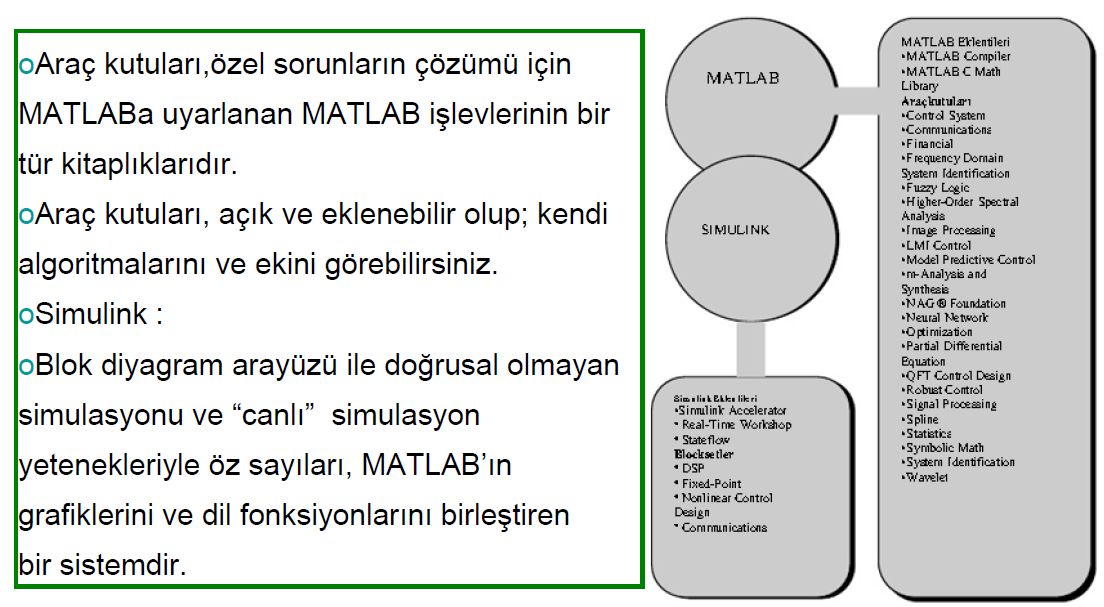 oAraç kutuları,özel sorunların çözümü için
MATLABa uyarlanan MATLAB işlevlerinin bir
tür kitaplıklarıdır.
oAraç kutuları, açık ve eklenebilir olup; kendi
algoritmalarını ve ekini görebilirsiniz.
oSimulink :
oBlok diyagram arayüzü ile doğrusal olmayan
simulasyonu ve “canlı” simulasyon
yetenekleriyle öz sayıları, MATLAB’ın
grafiklerini ve dil fonksiyonlarını birleştiren
bir sistemdir.
MATLAB
SIMULINK
Simulink Eklentileri
•Simulink Accelerator
• Real-Time Workshop
• Stateflow
Blocksetler
• DSP
• Fixed-Point
• Nonlinear Control
Design
• Communications
MATLAB Eklentileri
•MATLAB Compiler
•MATLAB C Math
Library
Araçkutuları
•Control System
•Communications
•Financial
•Frequency Domain
System Identification
•Fuzzy Logic
•Higher-Order Spectral
Analysis
•Image Processing
•LMI Control
•Model Predictive Control
•m-Analysis and
Synthesis
•NAG ® Foundation
•Neural Network
•Optimization
•Partial Differential
Equation
•QFT Control Design
•Robust Control
•Signal Processing
•Spline
•Statistics
•Symbolic Math
•System Identification
•Wavelet